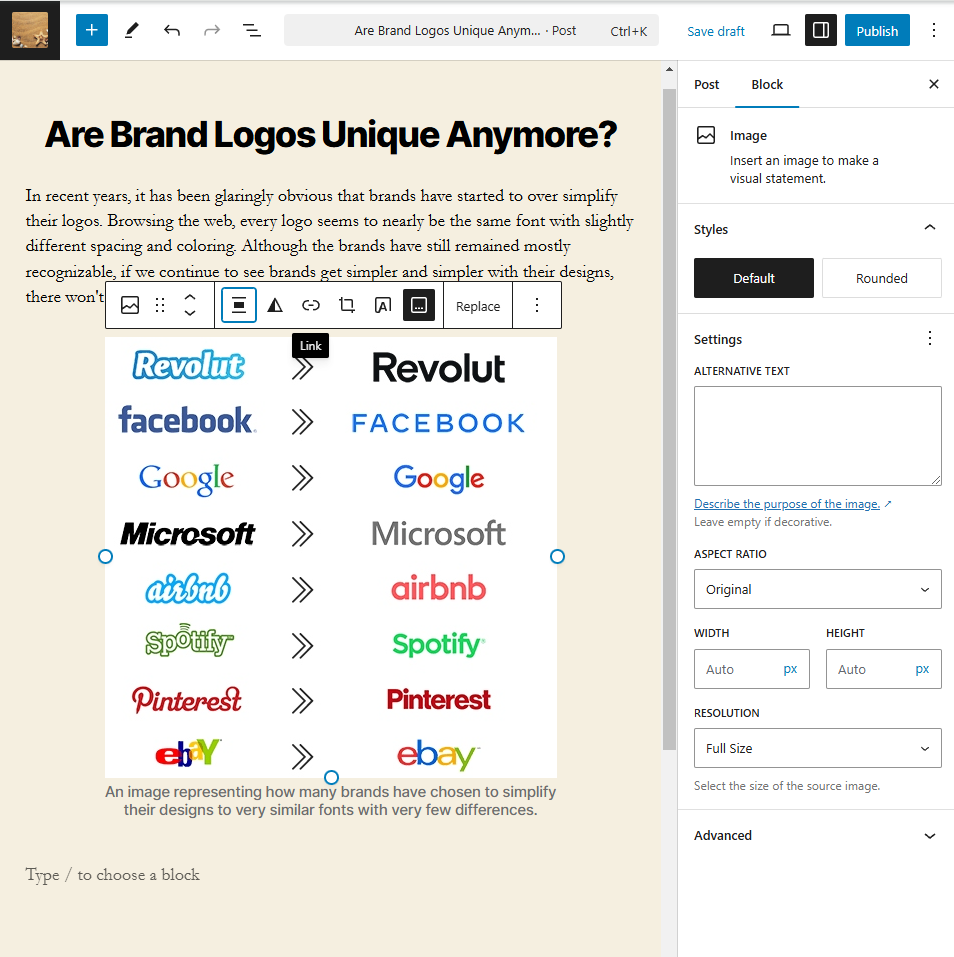 Are Brand Logos Unique Anym... · Post
Ctrl+K
Save draft
Publish
Are Brand Logos Unique Anymore?
In recent years, it has been glaringly obvious that brands have started to over simplify
their logos. Browsing the web, every logo seems to nearly be the same font with slightly
different spacing and coloring. Although the brands have still remained mostly
recognizable, if we continue to see brands get simpler and simpler with their designs,
there won't
Replace
Link
Revolut Revolut
facebook. FACEBOOK
Google Google
Microsoft Microsoft
airbnb airbnb
Spotify Spotify
Pinterest Pinterest
ebaY ebay
An image representing how many brands have chosen to simplify
their designs to very similar fonts with very few differences.
Type / to choose a block
Post Block
Image
Insert an image to make a
visual statement.
Styles
Default Rounded
Settings
ALTERNATIVE TEXT
Describe the purpose of the image. ↗
Leave empty if decorative.
ASPECT RATIO
Original
WIDTH HEIGHT
Auto px Auto px
RESOLUTION
Full Size
Select the size of the source image.
Advanced